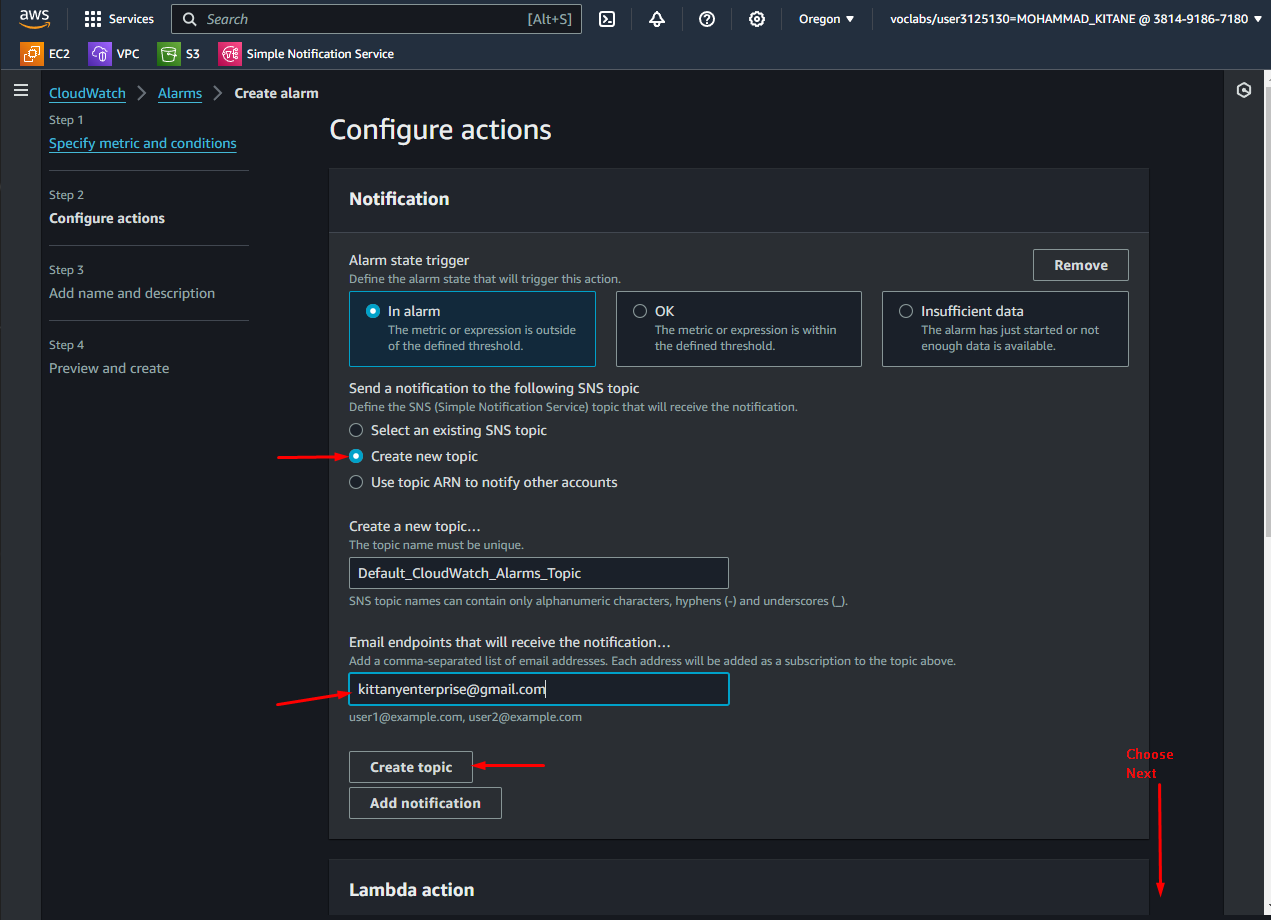 aws Services Search [Alt+S] Oregon voclabs/user3125130=MOHAMMAD_KITANE @ 3814-9186-7180
EC2 VPC S3 Simple Notification Service
CloudWatch Alarms Create alarm
Step 1
Specify metric and conditions
Step 2
Configure actions
Step 3
Add name and description
Step 4
Preview and create
Configure actions
Notification
Alarm state trigger
Define the alarm state that will trigger this action.
Remove
In alarm
The metric or expression is outside
of the defined threshold.
OK
The metric or expression is within
the defined threshold.
Insufficient data
The alarm has just started or not
enough data is available.
Send a notification to the following SNS topic
Define the SNS (Simple Notification Service) topic that will receive the notification.
Select an existing SNS topic
Create new topic
Use topic ARN to notify other accounts
Create a new topic…
The topic name must be unique.
Default_CloudWatch_Alarms_Topic
SNS topic names can contain only alphanumeric characters, hyphens (-) and underscores (_).
Email endpoints that will receive the notification…
Add a comma-separated list of email addresses. Each address will be added as a subscription to the topic above.
kittanyenterprise@gmail.com
user1@example.com, user2@example.com
Create topic
Add notification
Choose
Next
Lambda action